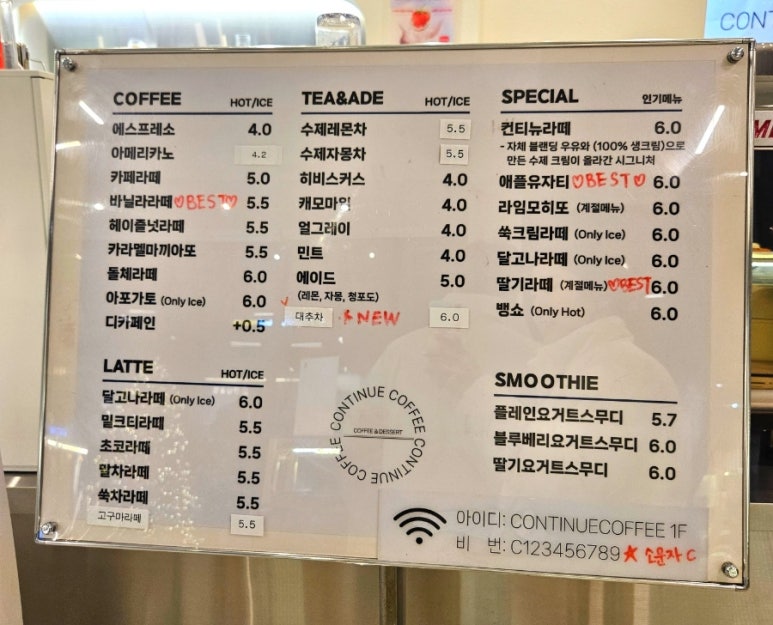 CONT
COFFEE HOT/ICE
에스프레소 4.0
아메리카노 4.2
카페라떼 5.0
바닐라라떼 ♡BEST♡ 5.5
헤이즐넛라떼 5.5
카라멜마끼아또 5.5
돌체라떼 6.0
아포가토 (Only Ice) 6.0
디카페인 +0.5
LATTE HOT/ICE
달고나라떼 (Only Ice) 6.0
밀크티라떼 5.5
초코라떼 5.5
말차라떼 5.5
쑥차라떼 5.5
고구마라떼 5.5
TEA&ADE HOT/ICE
수제레몬차 5.5
수제자몽차 5.5
히비스커스 4.0
캐모마일 4.0
얼그레이 4.0
민트 4.0
에이드 5.0
(레몬, 자몽, 청포도)
대추차 NEW 6.0
CONTINUE COFFEE CONTINUE COFFEE
COFFEE & DESSERT
SPECIAL 인기메뉴
컨티뉴라떼 6.0
- 자체 블랜딩 우유와 (100% 생크림)으로
만든 수제 크림이 올라간 시그니처
애플유자티 ♡BEST♡ 6.0
라임모히또 (계절메뉴) 6.0
쑥크림라떼 (Only Ice) 6.0
달고나라떼 (Only Ice) 6.0
딸기라떼 (계절메뉴) ♡BEST 6.0
뱅쇼 (Only Hot) 6.0
SMOOTHIE
플레인요거트스무디 5.7
블루베리요거트스무디 6.0
딸기요거트스무디 6.0
아이디: CONTINUECOFFEE 1F
비 번: C123456789 ★ 소문자 C